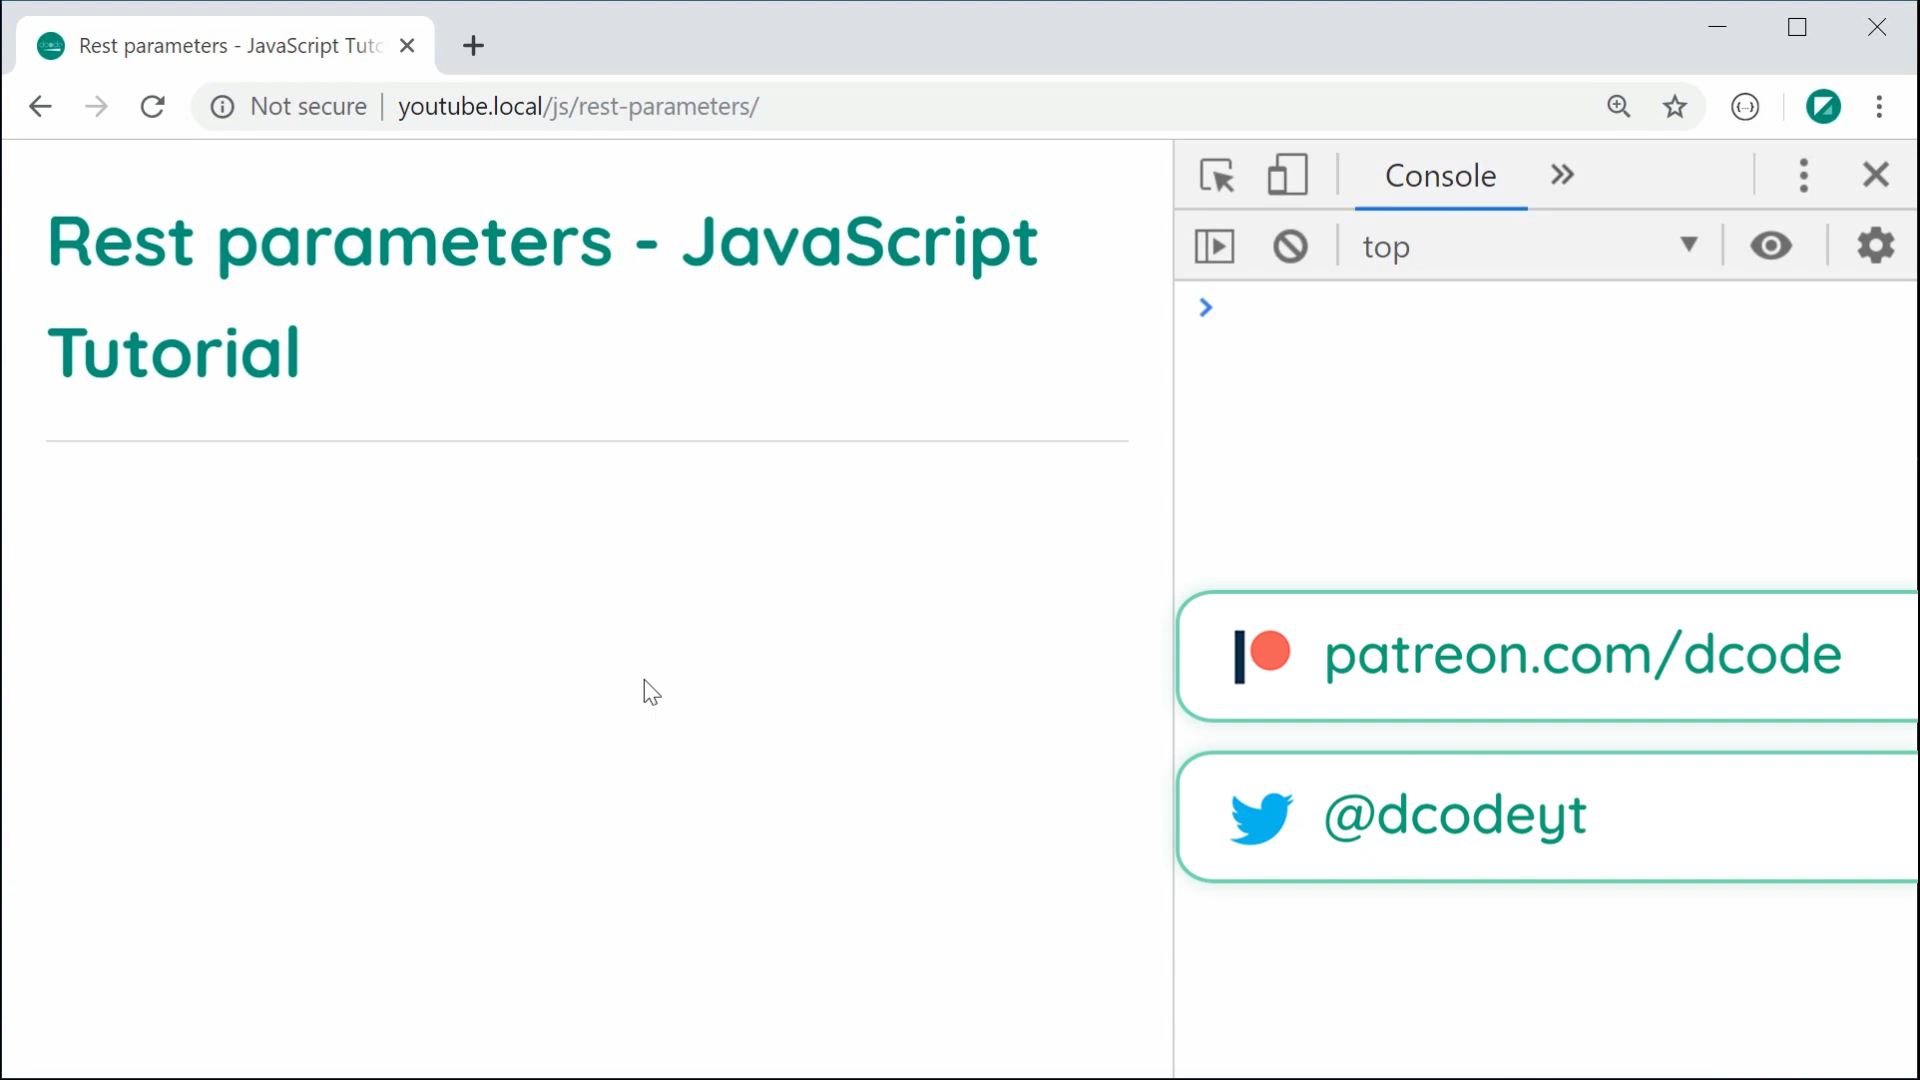 Rest parameters - JavaScript Tuto
Not secure | youtube.local/js/rest-parameters/
Rest parameters - JavaScript
Tutorial
Console
top
patreon.com/dcode
@dcodeyt